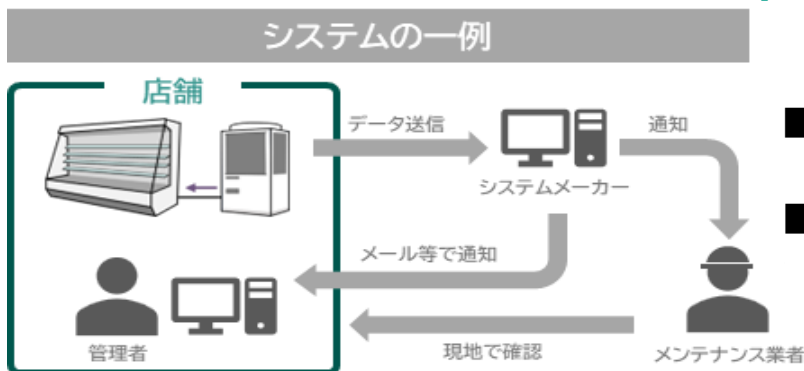 システムの一例
店舗
データ送信
通知
システムメーカー
メール等で通知
管理者
現地で確認
メンテナンス業者